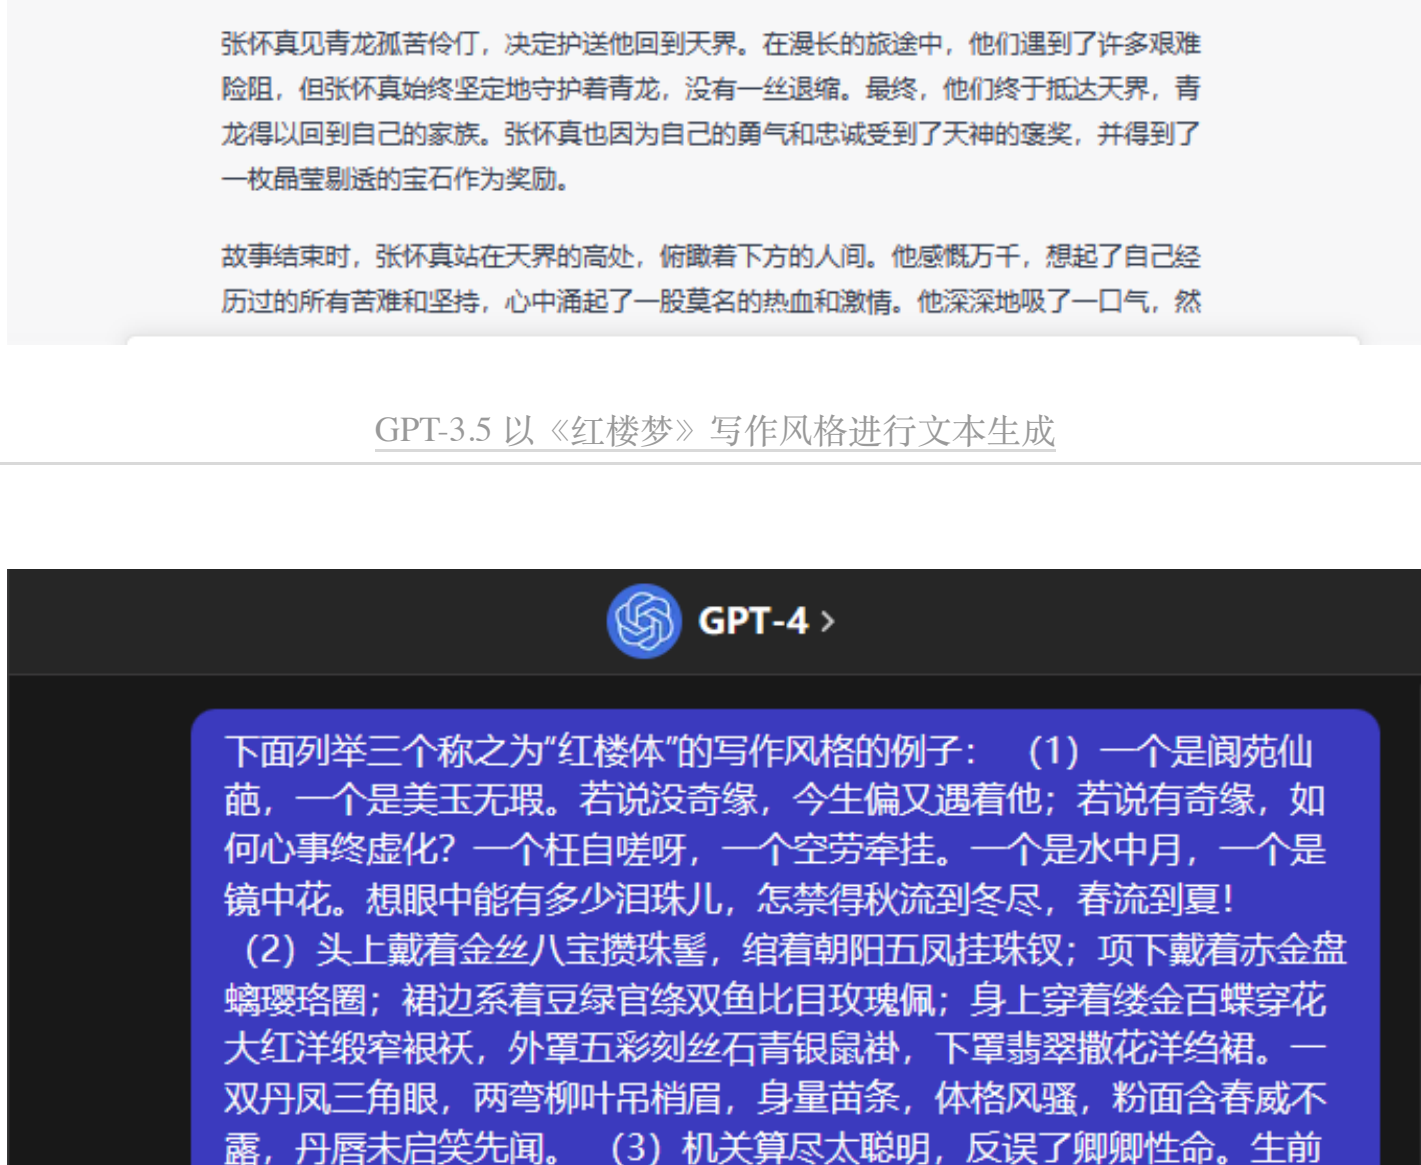 张怀真见青龙孤苦伶仃，决定护送他回到天界。在漫长的旅途中，他们遇到了许多艰难
险阻，但张怀真始终坚定地守护着青龙，没有一丝退缩。最终，他们终于抵达天界，青
龙得以回到自己的家族。张怀真也因为自己的勇气和忠诚受到了天神的褒奖，并得到了
一枚晶莹剔透的宝石作为奖励。
故事结束时，张怀真站在天界的高处，俯瞰着下方的人间。他感慨万千，想起了自己经
历过的所有苦难和坚持，心中涌起了一股莫名的热血和激情。他深深地吸了一口气，然
GPT-3.5 以《红楼梦》写作风格进行文本生成
GPT-4 >
下面列举三个称之为“红楼体”的写作风格的例子：（1）一个是阆苑仙
葩，一个是美玉无瑕。若说没奇缘，今生偏又遇着他；若说有奇缘，如
何心事终虚化？一个枉自嗟呀，一个空劳牵挂。一个是水中月，一个是
镜中花。想眼中能有多少泪珠儿，怎禁得秋流到冬尽，春流到夏！
（2）头上戴着金丝八宝攒珠髻，绾着朝阳五凤挂珠钗；项下戴着赤金盘
螭璎珞圈；裙边系着豆绿官绦双鱼比目玫瑰佩；身上穿着缕金百蝶穿花
大红洋缎窄裉袄，外罩五彩刻丝石青银鼠褂，下罩翡翠撒花洋绉裙。一
双丹凤三角眼，两弯柳叶吊梢眉，身量苗条，体格风骚，粉面含春威不
露，丹唇未启笑先闻。（3）机关算尽太聪明，反误了卿卿性命。生前